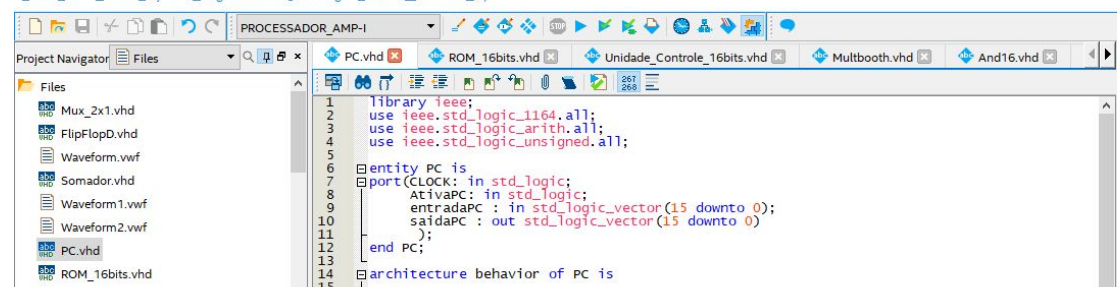 PROCESSADOR_AMP-I
Project Navigator Files
PC.vhd ROM_16bits.vhd Unidade_Controle_16bits.vhd Multbooth.vhd And16.vhd
Files
Mux_2x1.vhd
FlipFlopD.vhd
Waveform.vwf
Somador.vhd
Waveform1.vwf
Waveform2.vwf
PC.vhd
ROM_16bits.vhd
267
268
1 library ieee;
2 use ieee.std_logic_1164.all;
3 use ieee.std_logic_arith.all;
4 use ieee.std_logic_unsigned.all;
5
6 entity PC is
7 port(CLOCK: in std_logic;
8 AtivaPC: in std_logic;
9 entradaPC : in std_logic_vector(15 downto 0);
10 saidaPC : out std_logic_vector(15 downto 0)
11 );
12 end PC;
13
14 architecture behavior of PC is